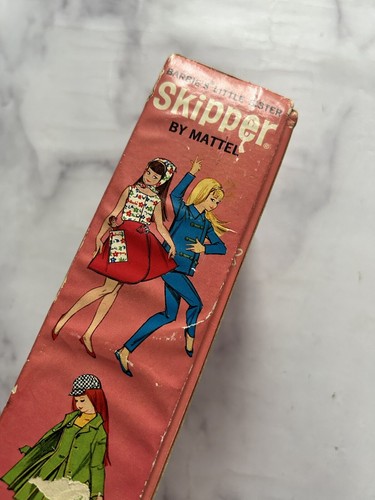 BARBIE'S LITTLE SISTER
Skipper
BY MATTEL